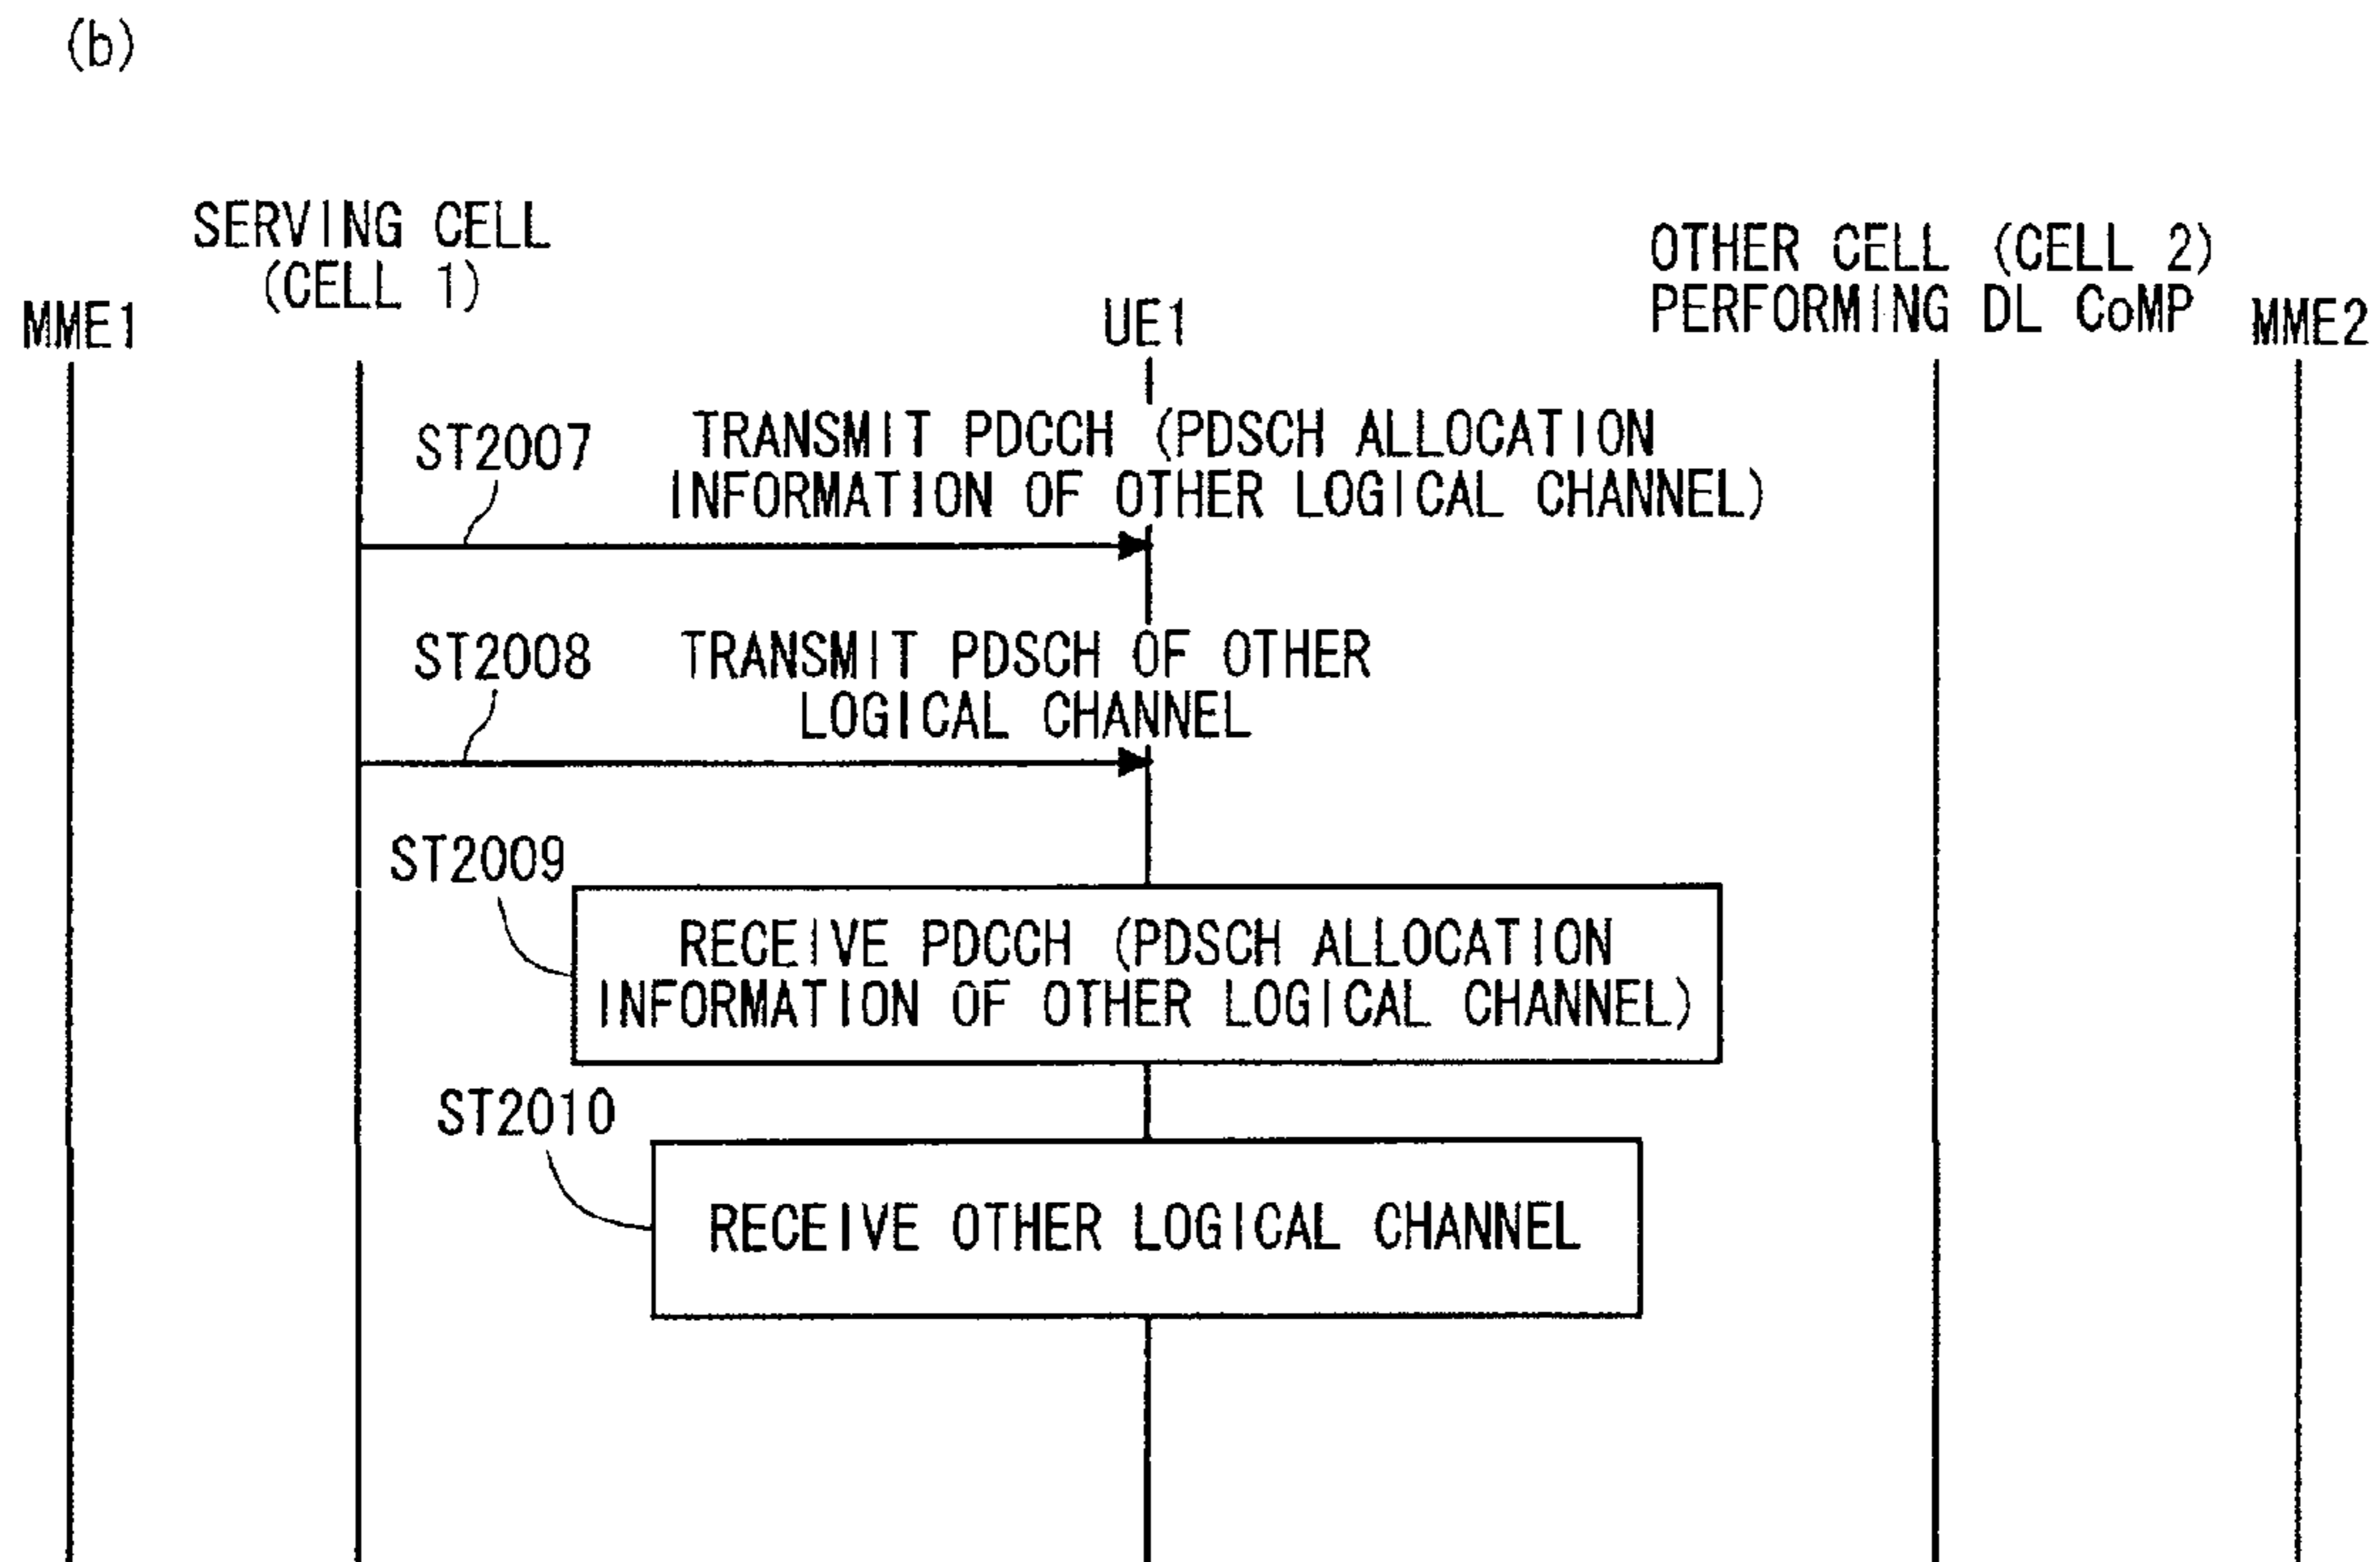 (b)
SERVING CELL
(CELL 1)
OTHER CELL (CELL 2)
PERFORMING DL CoMP
MME1
UE1
MME2
ST2007
TRANSMIT PDCCH (PDSCH ALLOCATION
INFORMATION OF OTHER LOGICAL CHANNEL)
ST2008
TRANSMIT PDSCH OF OTHER
LOGICAL CHANNEL
ST2009
RECEIVE PDCCH (PDSCH ALLOCATION
INFORMATION OF OTHER LOGICAL CHANNEL)
ST2010
RECEIVE OTHER LOGICAL CHANNEL